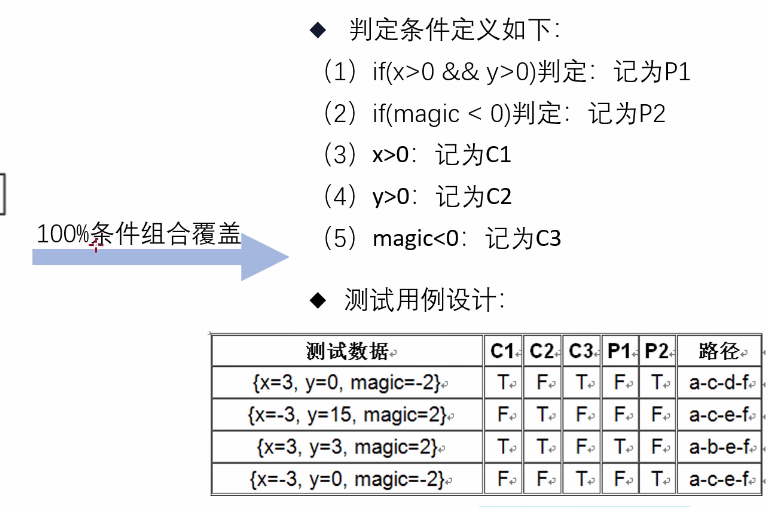 ◆ 判定条件定义如下：
（1）if(x>0 && y>0)判定：记为P1
（2）if(magic < 0)判定：记为P2
（3）x>0：记为C1
（4）y>0：记为C2
（5）magic<0：记为C3
100%条件组合覆盖
◆ 测试用例设计：
测试数据 C1 C2 C3 P1 P2 路径
{x=3, y=0, magic=-2} T F T F T a-c-d-f
{x=-3, y=15, magic=2} F T F F F a-c-e-f
{x=3, y=3, magic=2} T T F T F a-b-e-f
{x=-3, y=0, magic=-2} F F T F T a-c-e-f